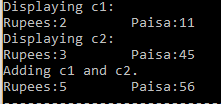 Displaying c1:
Rupees:2 Paisa:11
Displaying c2:
Rupees:3 Paisa:45
Adding c1 and c2.
Rupees:5 Paisa:56